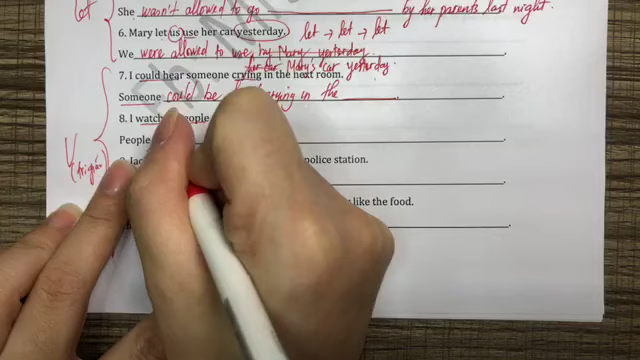 let She wasn't allowed to go by her parents last night.
6. Mary let us use her car yesterday. let → let → let
We were allowed to use by Mary yesterday.
her car. Mary's car yesterday
7. I could hear someone crying in the next room.
Someone could be crying in the
8. I watch people
People
police station.
like the food.